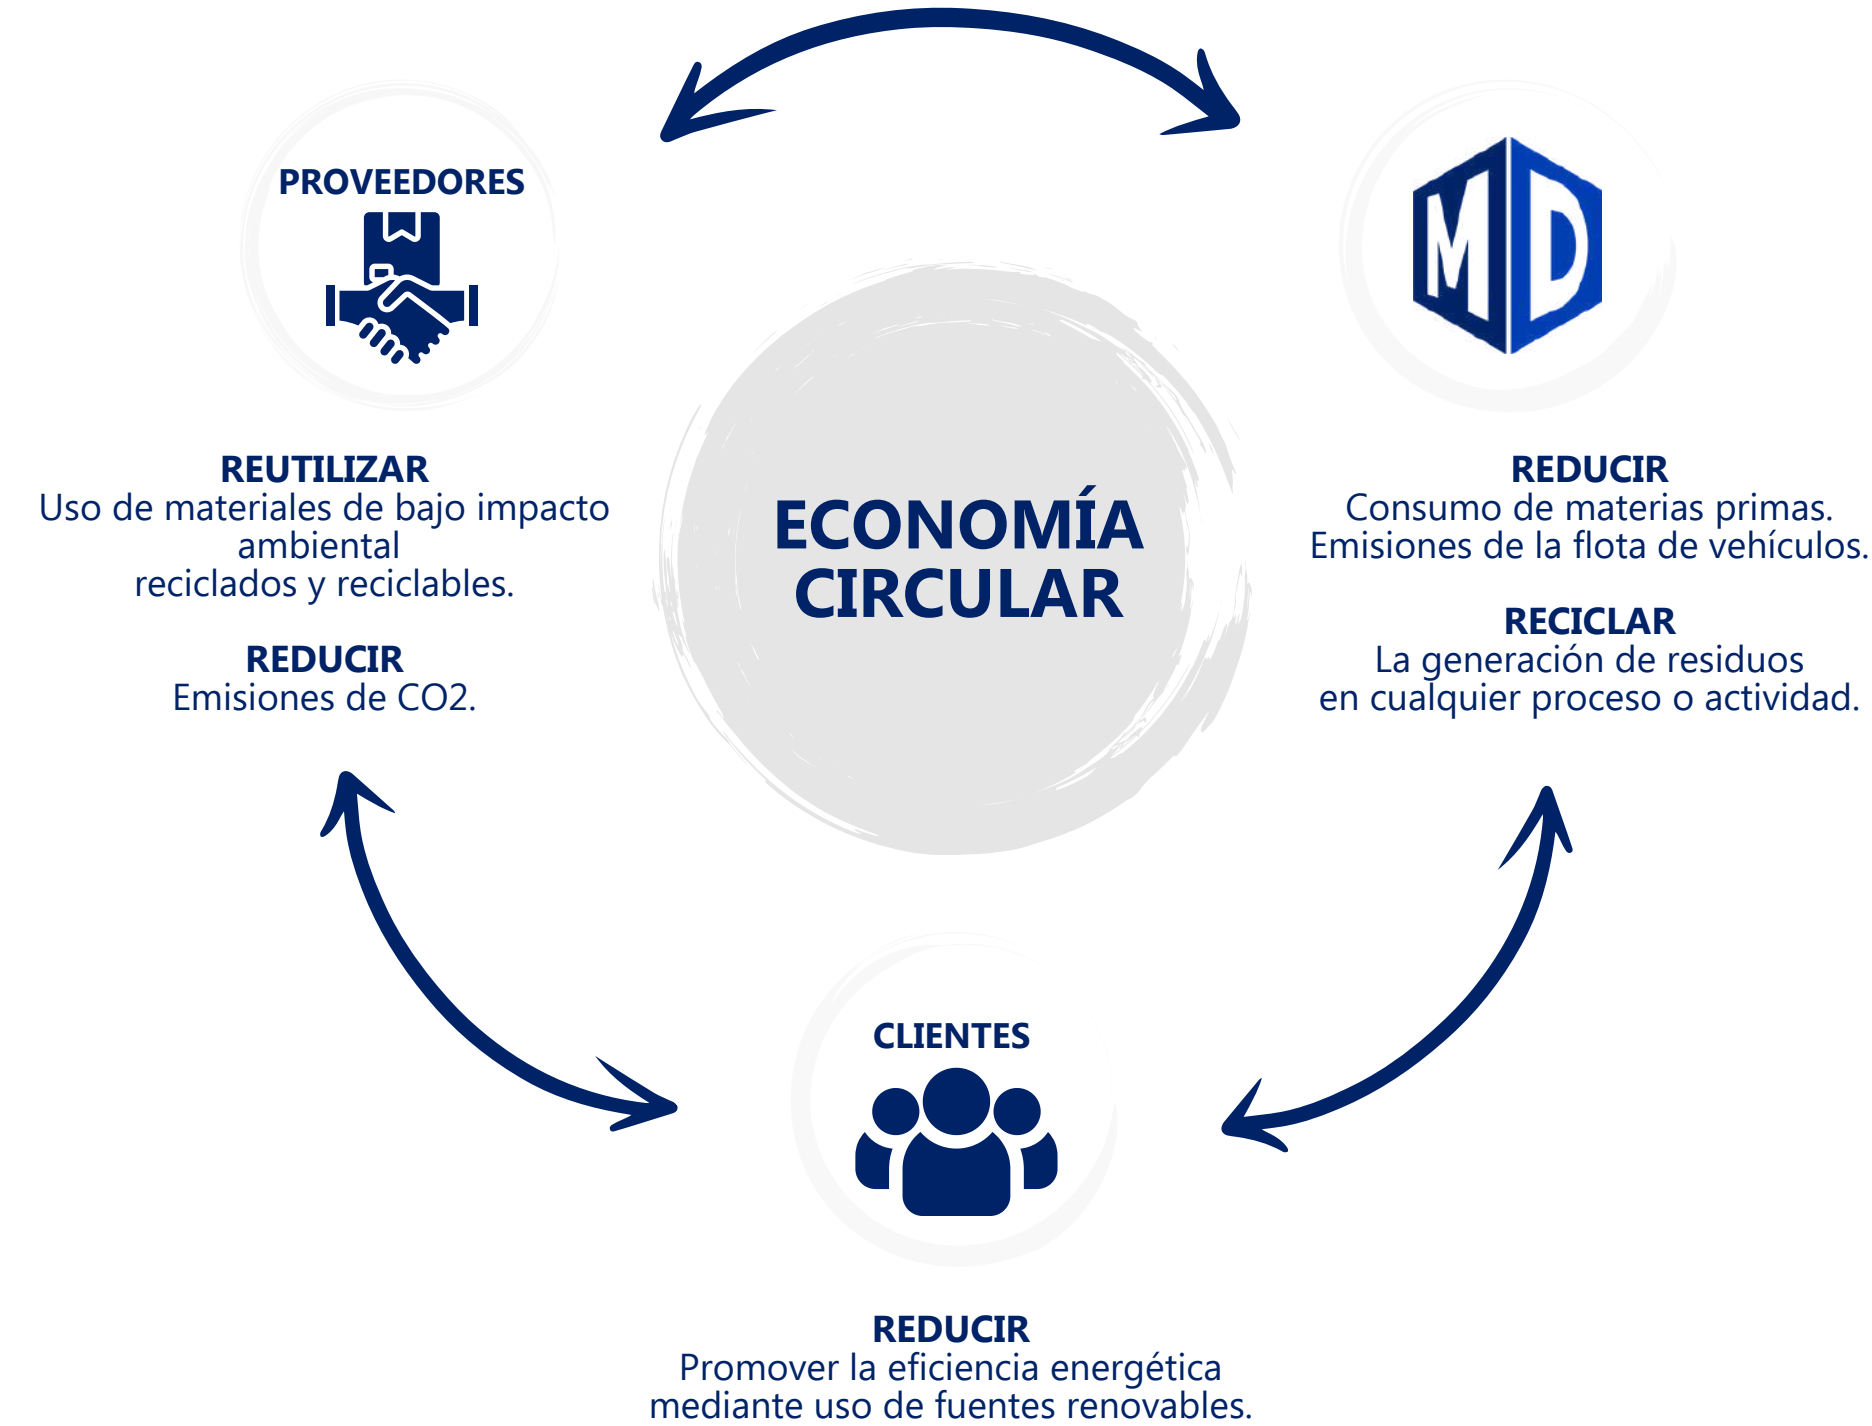 PROVEEDORES
MD
REUTILIZAR
Uso de materiales de bajo impacto
ambiental
reciclados y reciclables.
REDUCIR
Emisiones de CO2.
ECONOMÍA
CIRCULAR
REDUCIR
Consumo de materias primas.
Emisiones de la flota de vehículos.
RECICLAR
La generación de residuos
en cualquier proceso o actividad.
CLIENTES
REDUCIR
Promover la eficiencia energética
mediante uso de fuentes renovables.